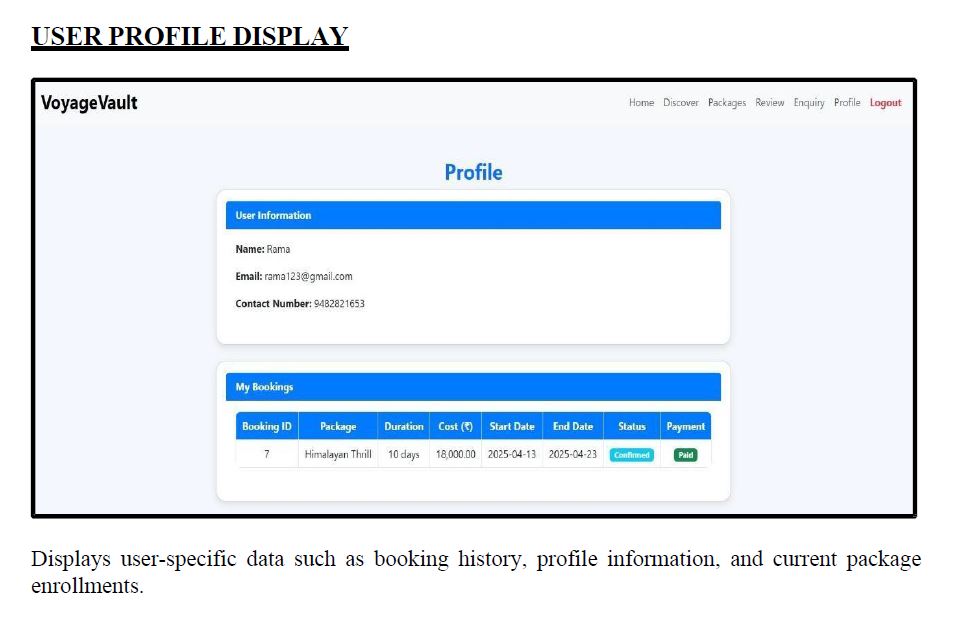 USER PROFILE DISPLAY
VoyageVault
Home Discover Packages Review Enquiry Profile Logout
Profile
User Information
Name: Rama
Email: rama123@gmail.com
Contact Number: 9482821653
My Bookings
Booking ID Package Duration Cost (₹) Start Date End Date Status Payment
7 Himalayan Thrill 10 days 18,000.00 2025-04-13 2025-04-23 Confirmed Paid
Displays user-specific data such as booking history, profile information, and current package
enrollments.